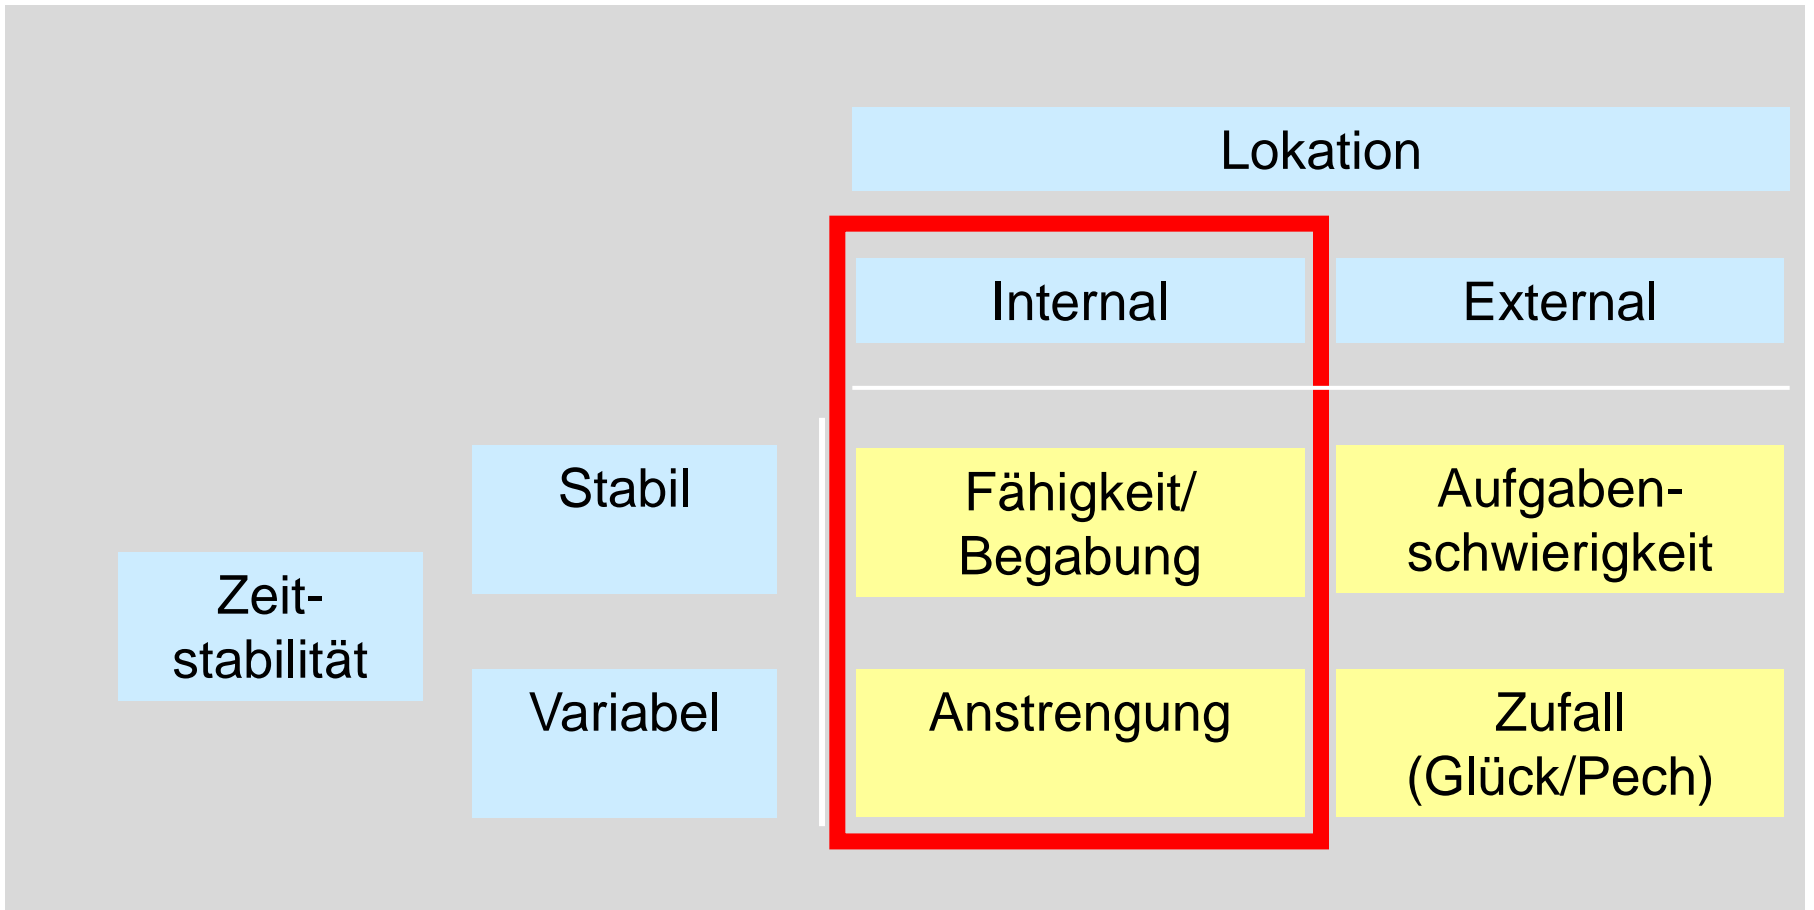 Lokation
Internal
External
Stabil
Fähigkeit/
Begabung
Aufgaben-
schwierigkeit
Zeit-
stabilität
Variabel
Anstrengung
Zufall
(Glück/Pech)